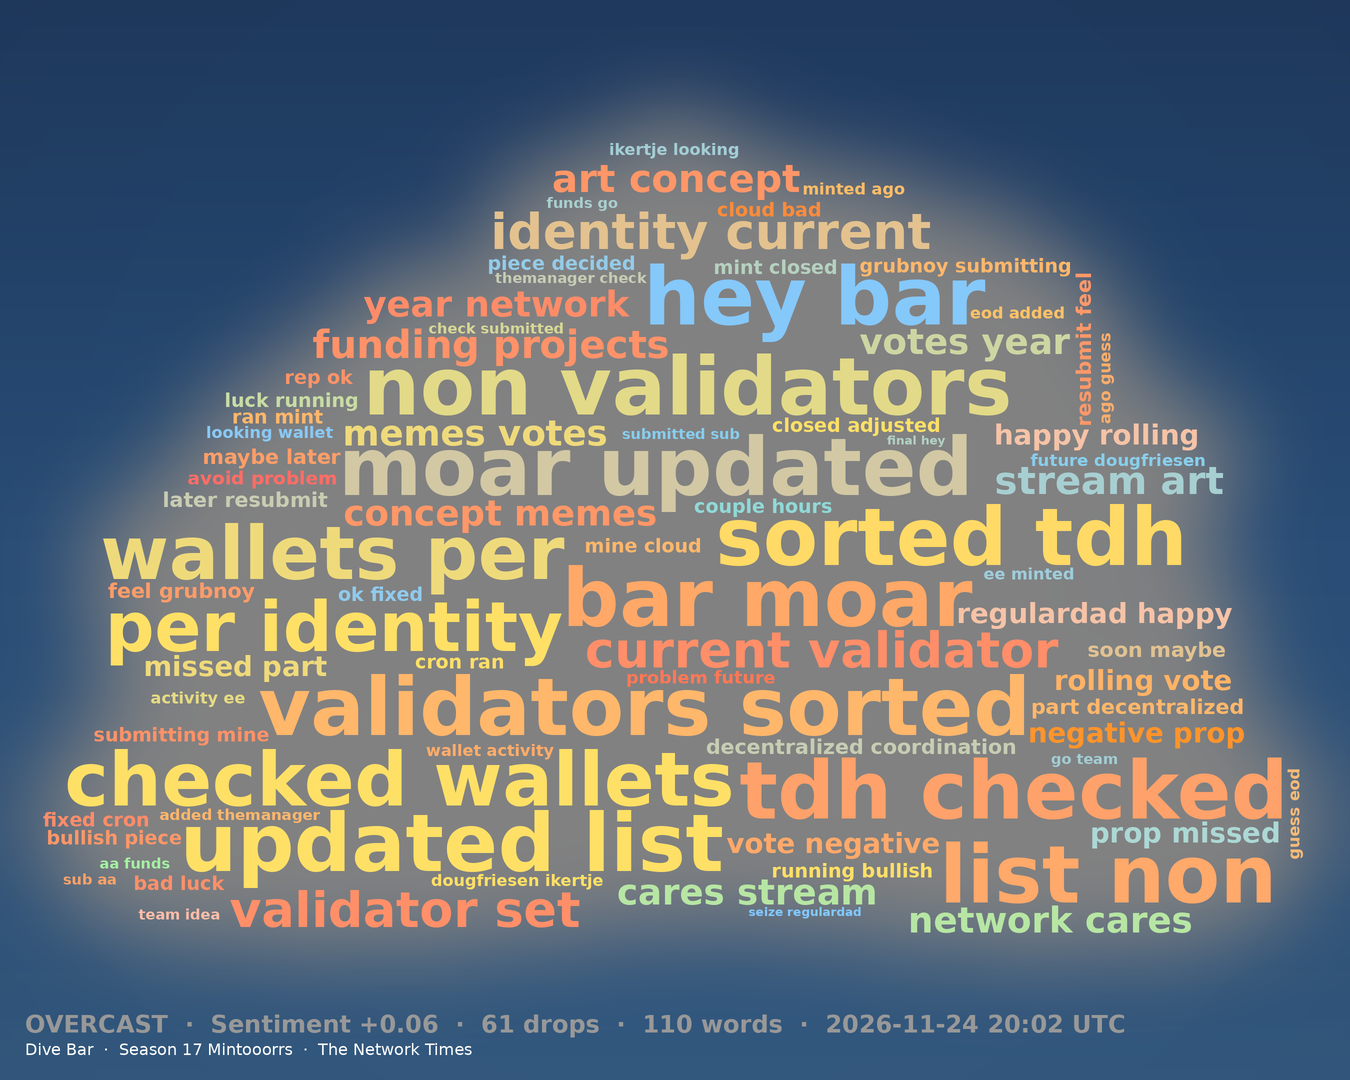 ikertje looking
art concept
minted ago
funds go
cloud bad
identity current
piece decided
mint closed
grubnoy submitting
themanager check
hey bar
resubmit feel
year network
eod added
check submitted
funding projects
votes year
ago guess
rep ok
non validators
luck running
ran mint
closed adjusted
looking wallet
memes votes
submitted sub
final hey
happy rolling
maybe later
moar updated
future dougfriesen
avoid problem
stream art
later resubmit
concept memes
couple hours
sorted tdh
wallets per
mine cloud
ee minted
feel grubnoy
ok fixed
bar moar
regulardad happy
per identity
current validator
soon maybe
missed part
cron ran
problem future
rolling vote
activity ee
validators sorted
part decentralized
submitting mine
negative prop
wallet activity
decentralized coordination
go team
checked wallets
tdh checked
guess eod
fixed cron
added themanager
bullish piece
updated list
vote negative
prop missed
aa funds
running bullish
list non
sub aa
bad luck
dougfriesen ikertje
cares stream
team idea
validator set
seize regulardad
network cares
OVERCAST · Sentiment +0.06 · 61 drops · 110 words · 2026-11-24 20:02 UTC
Dive Bar · Season 17 Mintooorrs · The Network Times